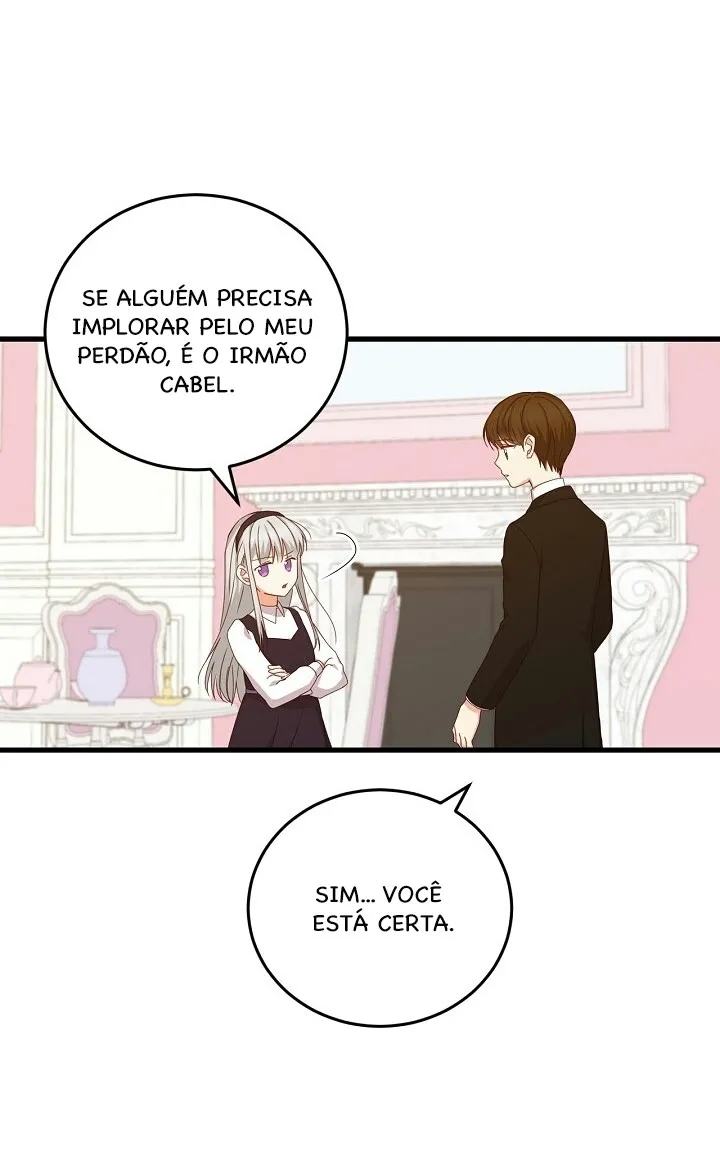 SE ALGUÉM PRECISA
IMPLORAR PELO MEU
PERDÃO, É O IRMÃO
CABEL.
SIM... VOCÊ
ESTÁ CERTA.